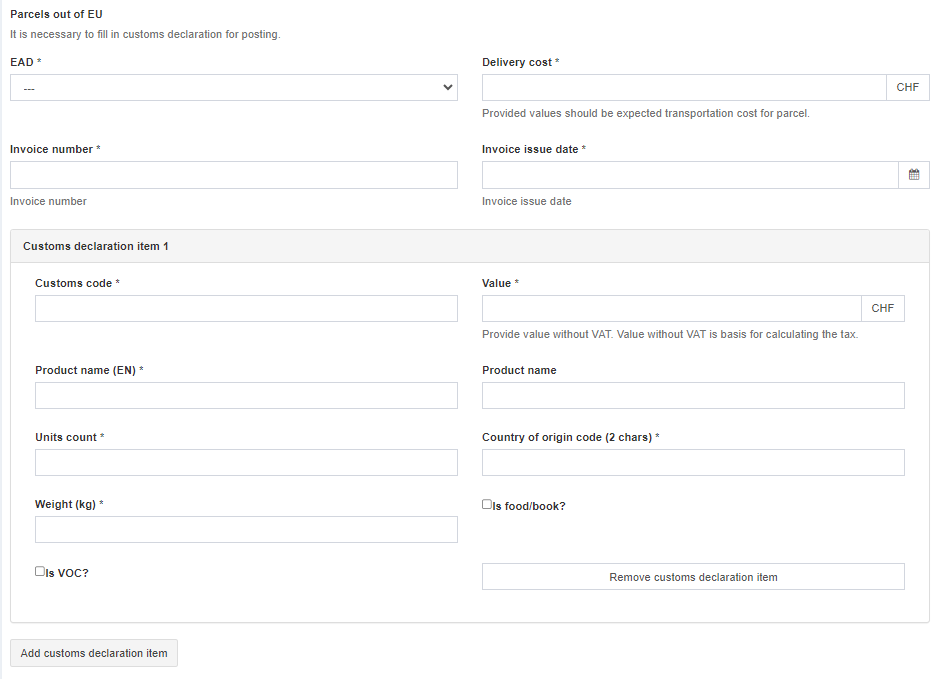 Parcels out of EU
It is necessary to fill in customs declaration for posting.
EAD *
Delivery cost *
---
CHF
Provided values should be expected transportation cost for parcel.
Invoice number *
Invoice issue date *
Invoice number
Invoice issue date
Customs declaration item 1
Customs code *
Value *
CHF
Provide value without VAT. Value without VAT is basis for calculating the tax.
Product name (EN) *
Product name
Units count *
Country of origin code (2 chars) *
Weight (kg) *
Is food/book?
Is VOC?
Remove customs declaration item
Add customs declaration item